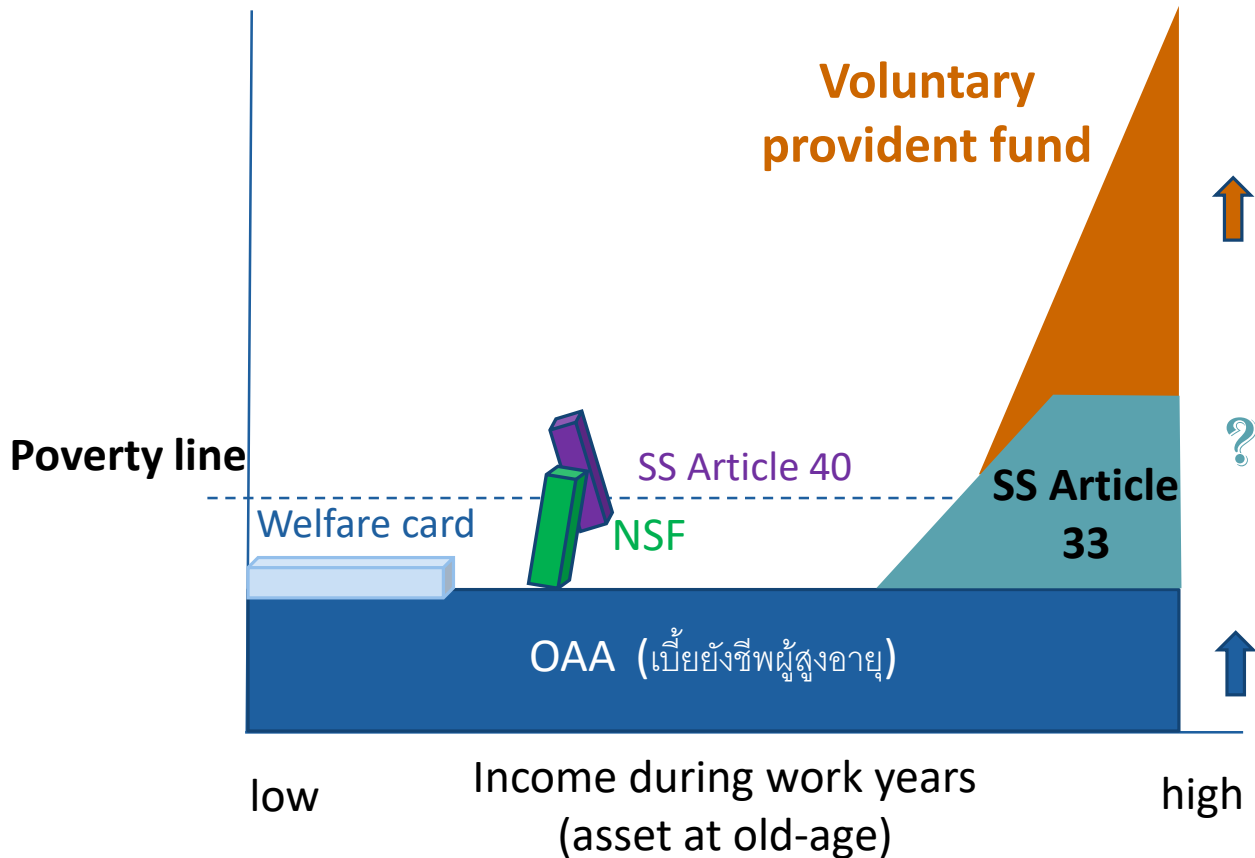 Voluntary
provident fund
?
Poverty line
SS Article 40
SS Article
33
Welfare card
NSF
OAA (เบี้ยยังชีพผู้สูงอายุ)
low
Income during work years
(asset at old-age)
high